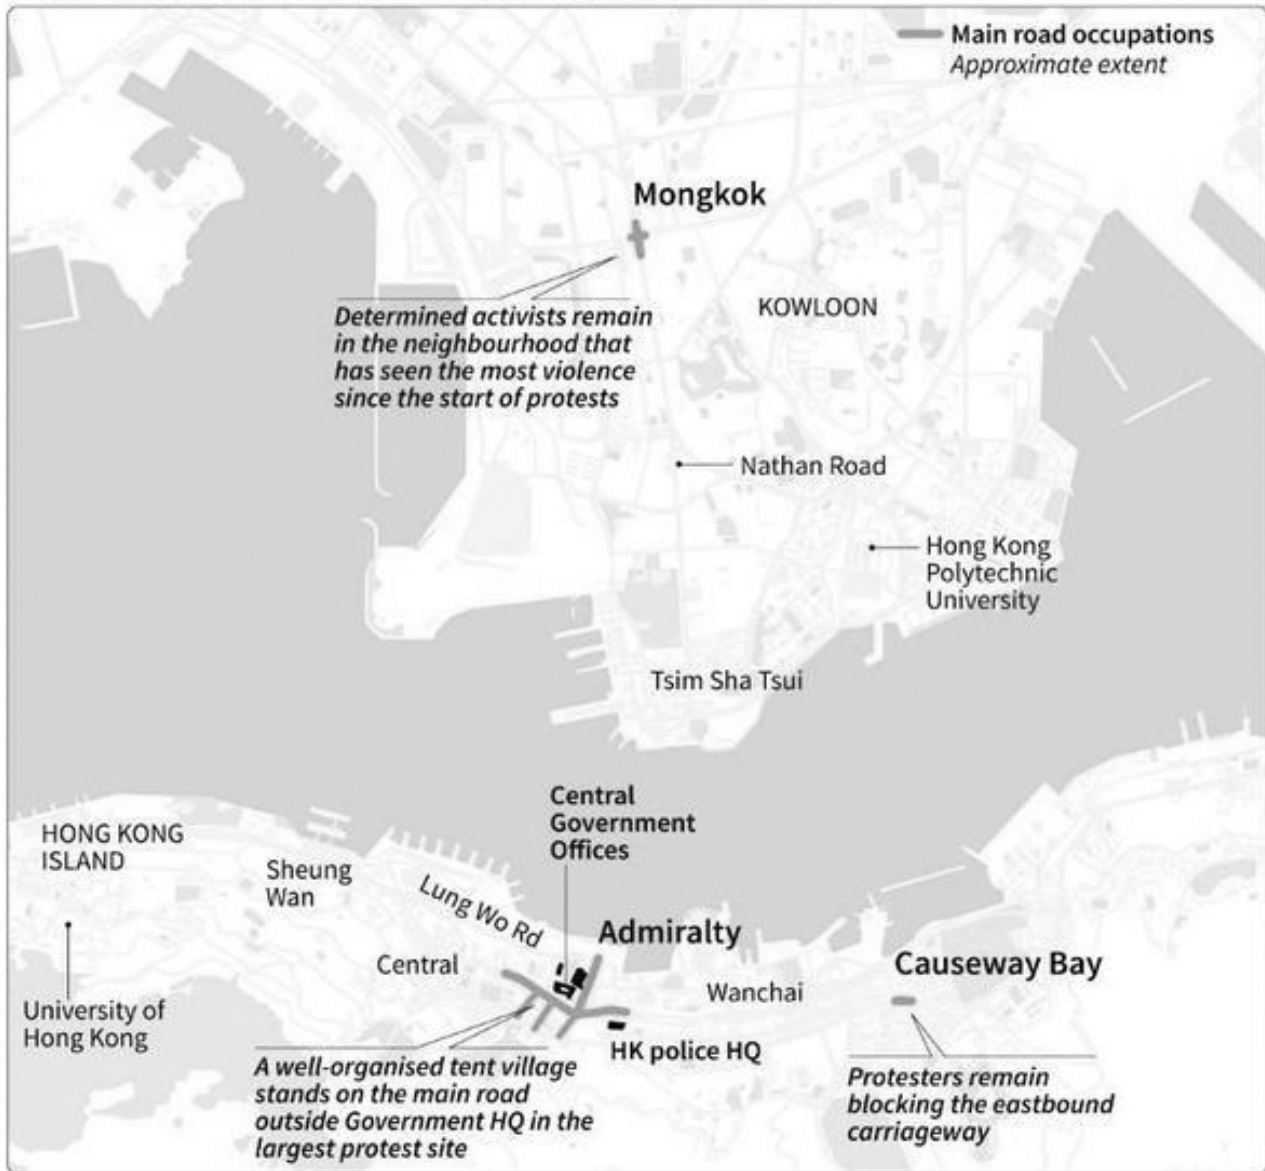 Main road occupations
Approximate extent
Mongkok
KOWLOON
Determined activists remain
in the neighbourhood that
has seen the most violence
since the start of protests
Nathan Road
Hong Kong
Polytechnic
University
Tsim Sha Tsui
Central
Government
Offices
HONG KONG
ISLAND
Sheung
Wan
Lung Wo Rd
Admiralty
Central
Causeway Bay
Wanchai
University of
Hong Kong
HK police HQ
A well-organised tent village
stands on the main road
outside Government HQ in the
largest protest site
Protesters remain
blocking the eastbound
carriageway